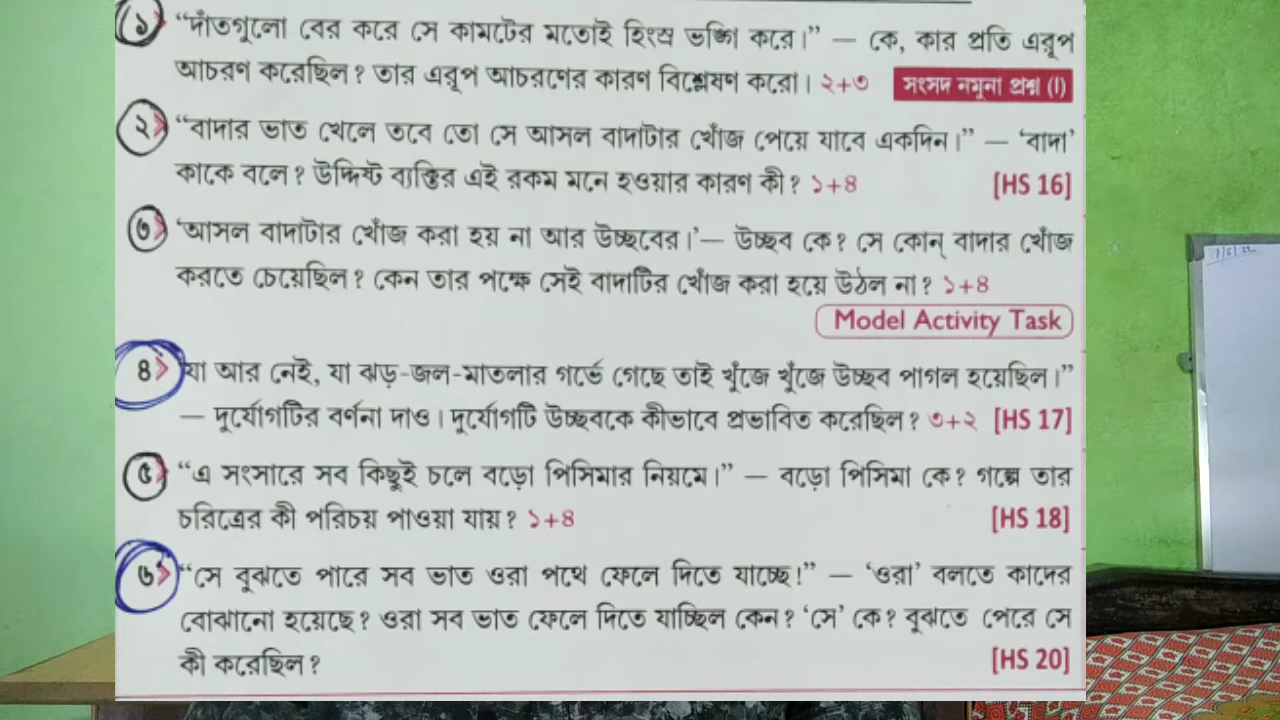 ১> “দাঁতগুলো বের করে সে কামটের মতোই হিংস্র ভঙ্গি করে।” — কে, কার প্রতি এরূপ
আচরণ করেছিল? তার এরূপ আচরণের কারণ বিশ্লেষণ করো। ২+৩ সংসদ নমুনা প্রশ্ন (I)
২> “বাদার ভাত খেলে তবে তো সে আসল বাদাটার খোঁজ পেয়ে যাবে একদিন।” — ‘বাদা’
কাকে বলে? উদ্দিষ্ট ব্যক্তির এই রকম মনে হওয়ার কারণ কী? ১+৪ [HS 16]
৩> ‘আসল বাদাটার খোঁজ করা হয় না আর উচ্ছবের।’— উচ্ছব কে? সে কোন্ বাদার খোঁজ
করতে চেয়েছিল? কেন তার পক্ষে সেই বাদাটির খোঁজ করা হয়ে উঠল না? ১+৪
Model Activity Task
৪> যা আর নেই, যা ঝড়-জল-মাতলার গর্ভে গেছে তাই খুঁজে খুঁজে উচ্ছব পাগল হয়েছিল।”
— দুর্যোগটির বর্ণনা দাও। দুর্যোগটি উচ্ছবকে কীভাবে প্রভাবিত করেছিল? ৩+২ [HS 17]
৫> “এ সংসারে সব কিছুই চলে বড়ো পিসিমার নিয়মে।” — বড়ো পিসিমা কে? গল্পে তার
চরিত্রের কী পরিচয় পাওয়া যায়? ১+৪ [HS 18]
৬> “সে বুঝতে পারে সব ভাত ওরা পথে ফেলে দিতে যাচ্ছে!” — ‘ওরা’ বলতে কাদের
বোঝানো হয়েছে? ওরা সব ভাত ফেলে দিতে যাচ্ছিল কেন? ‘সে’ কে? বুঝতে পেরে সে
কী করেছিল? [HS 20]